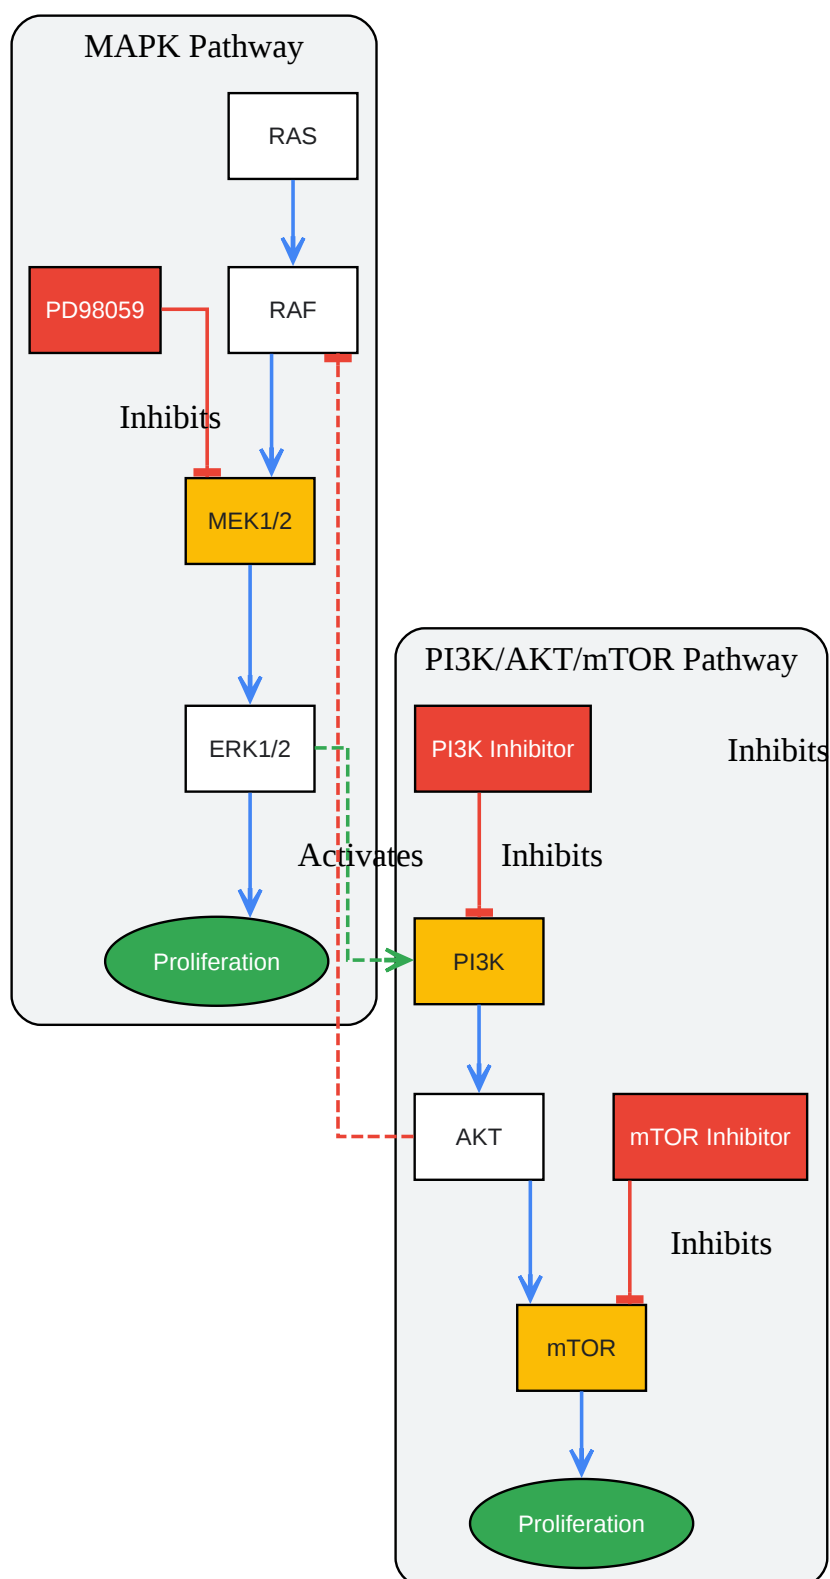 MAPK Pathway
RAS
PD98059
RAF
Inhibits
MEK1/2
PI3K/AKT/mTOR Pathway
ERK1/2
PI3K Inhibitor
Inhibits
Activates
Inhibits
Proliferation
PI3K
AKT
mTOR Inhibitor
Inhibits
mTOR
Proliferation